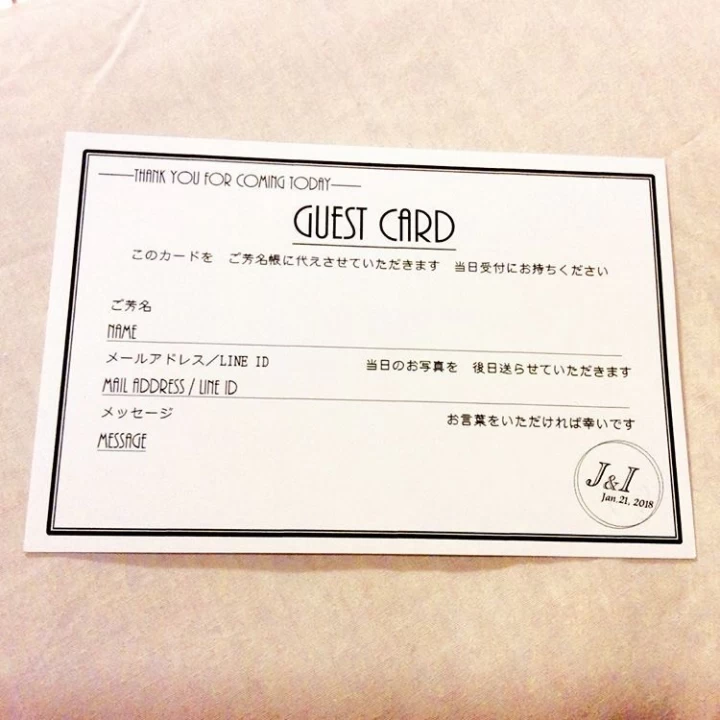 THANK YOU FOR COMING TODAY
GUEST CARD
このカードを　ご芳名帳に代えさせていただきます　当日受付にお持ちください
ご芳名
NAME
メールアドレス／LINE ID　当日のお写真を　後日送らせていただきます
MAIL ADDRESS / LINE ID
メッセージ　お言葉をいただければ幸いです
MESSAGE
J&I
Jan.21, 2018